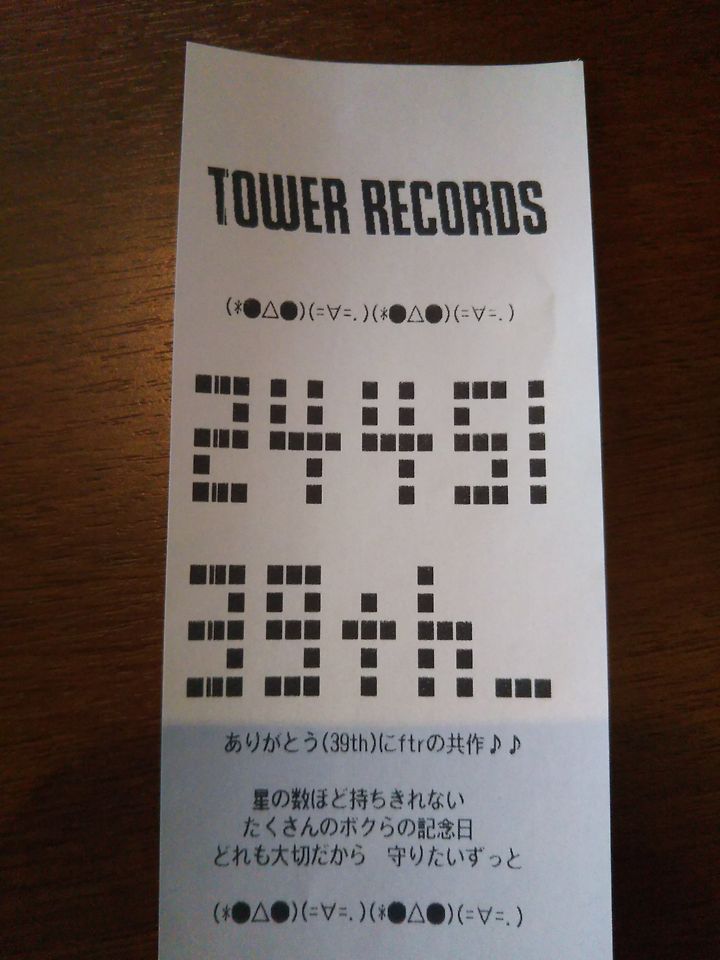 TOWER RECORDS
(*●△●)(=∀=.)(*●△●)(=∀=.)
24451
39th_
ありがとう(39th)にftrの共作♪♪
星の数ほど持ちきれない
たくさんのボクらの記念日
どれも大切だから 守りたいずっと
(*●△●)(=∀=.)(*●△●)(=∀=.)